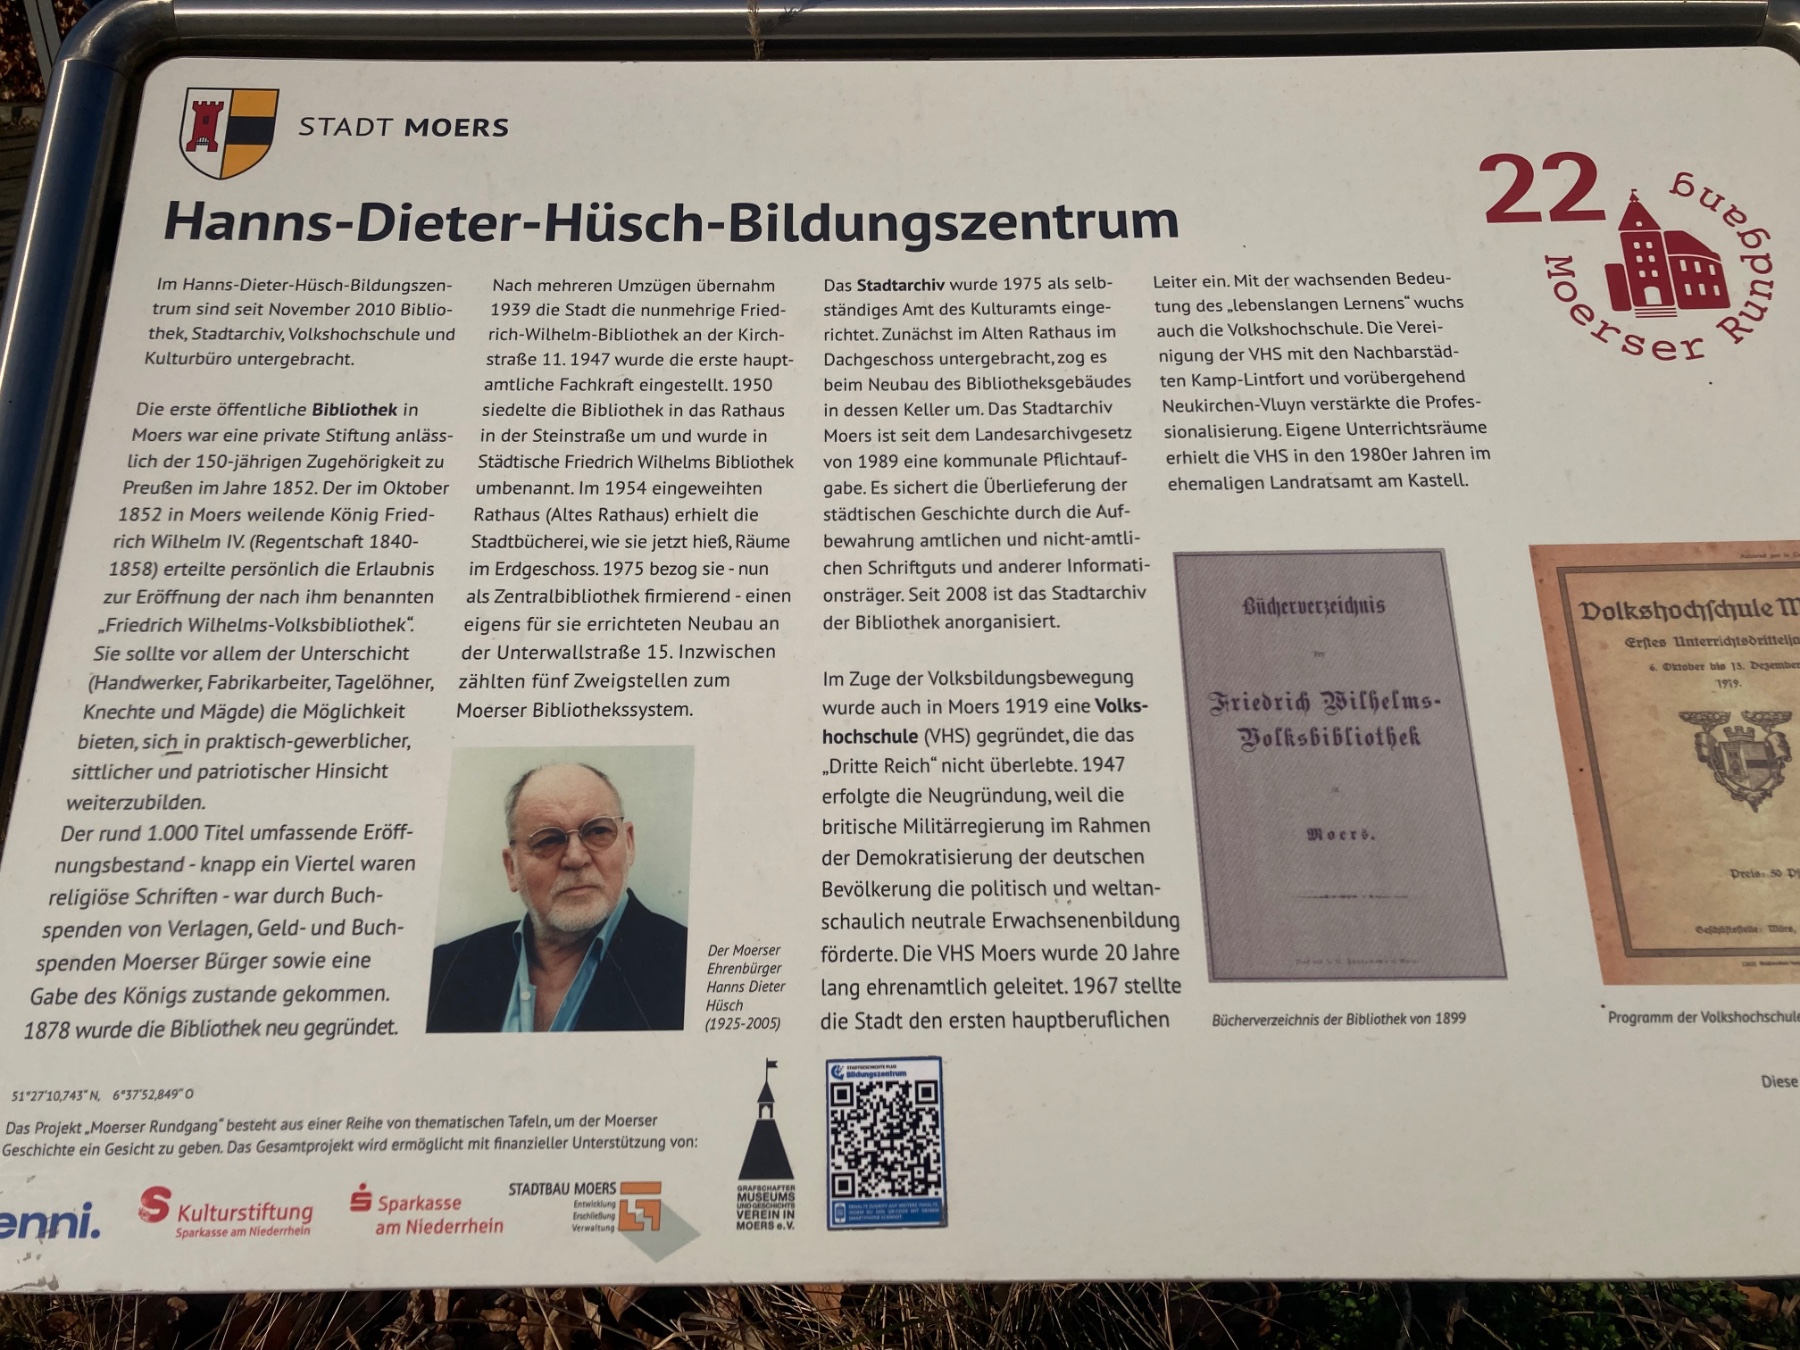 STADT MOERS
Hanns-Dieter-Hüsch-Bildungszentrum
22
Moerser Rundgang
Im Hanns-Dieter-Hüsch-Bildungszen-
trum sind seit November 2010 Biblio-
thek, Stadtarchiv, Volkshochschule und
Kulturbüro untergebracht.
Die erste öffentliche Bibliothek in
Moers war eine private Stiftung anläss-
lich der 150-jährigen Zugehörigkeit zu
Preußen im Jahre 1852. Der im Oktober
1852 in Moers weilende König Fried-
rich Wilhelm IV. (Regentschaft 1840-
1858) erteilte persönlich die Erlaubnis
zur Eröffnung der nach ihm benannten
„Friedrich Wilhelms-Volksbibliothek“.
Sie sollte vor allem der Unterschicht
(Handwerker, Fabrikarbeiter, Tagelöhner,
Knechte und Mägde) die Möglichkeit
bieten, sich in praktisch-gewerblicher,
sittlicher und patriotischer Hinsicht
weiterzubilden.
Der rund 1.000 Titel umfassende Eröff-
nungsbestand - knapp ein Viertel waren
religiöse Schriften - war durch Buch-
spenden von Verlagen, Geld- und Buch-
spenden Moerser Bürger sowie eine
Gabe des Königs zustande gekommen.
1878 wurde die Bibliothek neu gegründet.
Nach mehreren Umzügen übernahm
1939 die Stadt die nunmehrige Fried-
rich-Wilhelm-Bibliothek an der Kirch-
straße 11. 1947 wurde die erste haupt-
amtliche Fachkraft eingestellt. 1950
siedelte die Bibliothek in das Rathaus
in der Steinstraße um und wurde in
Städtische Friedrich Wilhelms Bibliothek
umbenannt. Im 1954 eingeweihten
Rathaus (Altes Rathaus) erhielt die
Stadtbücherei, wie sie jetzt hieß, Räume
im Erdgeschoss. 1975 bezog sie - nun
als Zentralbibliothek firmierend - einen
eigens für sie errichteten Neubau an
der Unterwallstraße 15. Inzwischen
zählten fünf Zweigstellen zum
Moerser Bibliothekssystem.
Der Moerser
Ehrenbürger
Hanns Dieter
Hüsch
(1925-2005)
Das Stadtarchiv wurde 1975 als selb-
ständiges Amt des Kulturamts einge-
richtet. Zunächst im Alten Rathaus im
Dachgeschoss untergebracht, zog es
beim Neubau des Bibliotheksgebäudes
in dessen Keller um. Das Stadtarchiv
Moers ist seit dem Landesarchivgesetz
von 1989 eine kommunale Pflichtauf-
gabe. Es sichert die Überlieferung der
städtischen Geschichte durch die Auf-
bewahrung amtlichen und nicht-amtli-
chen Schriftguts und anderer Informati-
onsträger. Seit 2008 ist das Stadtarchiv
der Bibliothek anorganisiert.
Im Zuge der Volksbildungsbewegung
wurde auch in Moers 1919 eine Volks-
hochschule (VHS) gegründet, die das
„Dritte Reich“ nicht überlebte. 1947
erfolgte die Neugründung, weil die
britische Militärregierung im Rahmen
der Demokratisierung der deutschen
Bevölkerung die politisch und weltan-
schaulich neutrale Erwachsenenbildung
förderte. Die VHS Moers wurde 20 Jahre
lang ehrenamtlich geleitet. 1967 stellte
die Stadt den ersten hauptberuflichen
Leiter ein. Mit der wachsenden Bedeu-
tung des „lebenslangen Lernens“ wuchs
auch die Volkshochschule. Die Verei-
nigung der VHS mit den Nachbarstäd-
ten Kamp-Lintfort und vorübergehend
Neukirchen-Vluyn verstärkte die Profes-
sionalisierung. Eigene Unterrichtsräume
erhielt die VHS in den 1980er Jahren im
ehemaligen Landratsamt am Kastell.
Bücherverzeichnis
der
Friedrich Wilhelms-
Volksbibliothek
in
Moers.
Bücherverzeichnis der Bibliothek von 1899
Volkshochschule M
Erstes Unterrichtsdrittelja
6. Oktober bis 13. Dezember
1919.
Preis: 50 Pf
Geschäftsstelle: Mörs,
Programm der Volkshochschule
Diese
51°27'10,743" N, 6°37'52,849" O
Das Projekt „Moerser Rundgang“ besteht aus einer Reihe von thematischen Tafeln, um der Moerser
Geschichte ein Gesicht zu geben. Das Gesamtprojekt wird ermöglicht mit finanzieller Unterstützung von:
enni.
Kulturstiftung
Sparkasse am Niederrhein
Sparkasse
am Niederrhein
STADTBAU MOERS
Entwicklung
Erschließung
Verwaltung
GRAFSCHAFTER
MUSEUMS
UND GESCHICHTS
VEREIN IN
MOERS e.V.
STADTGESCHICHTE PLUS
Bildungszentrum